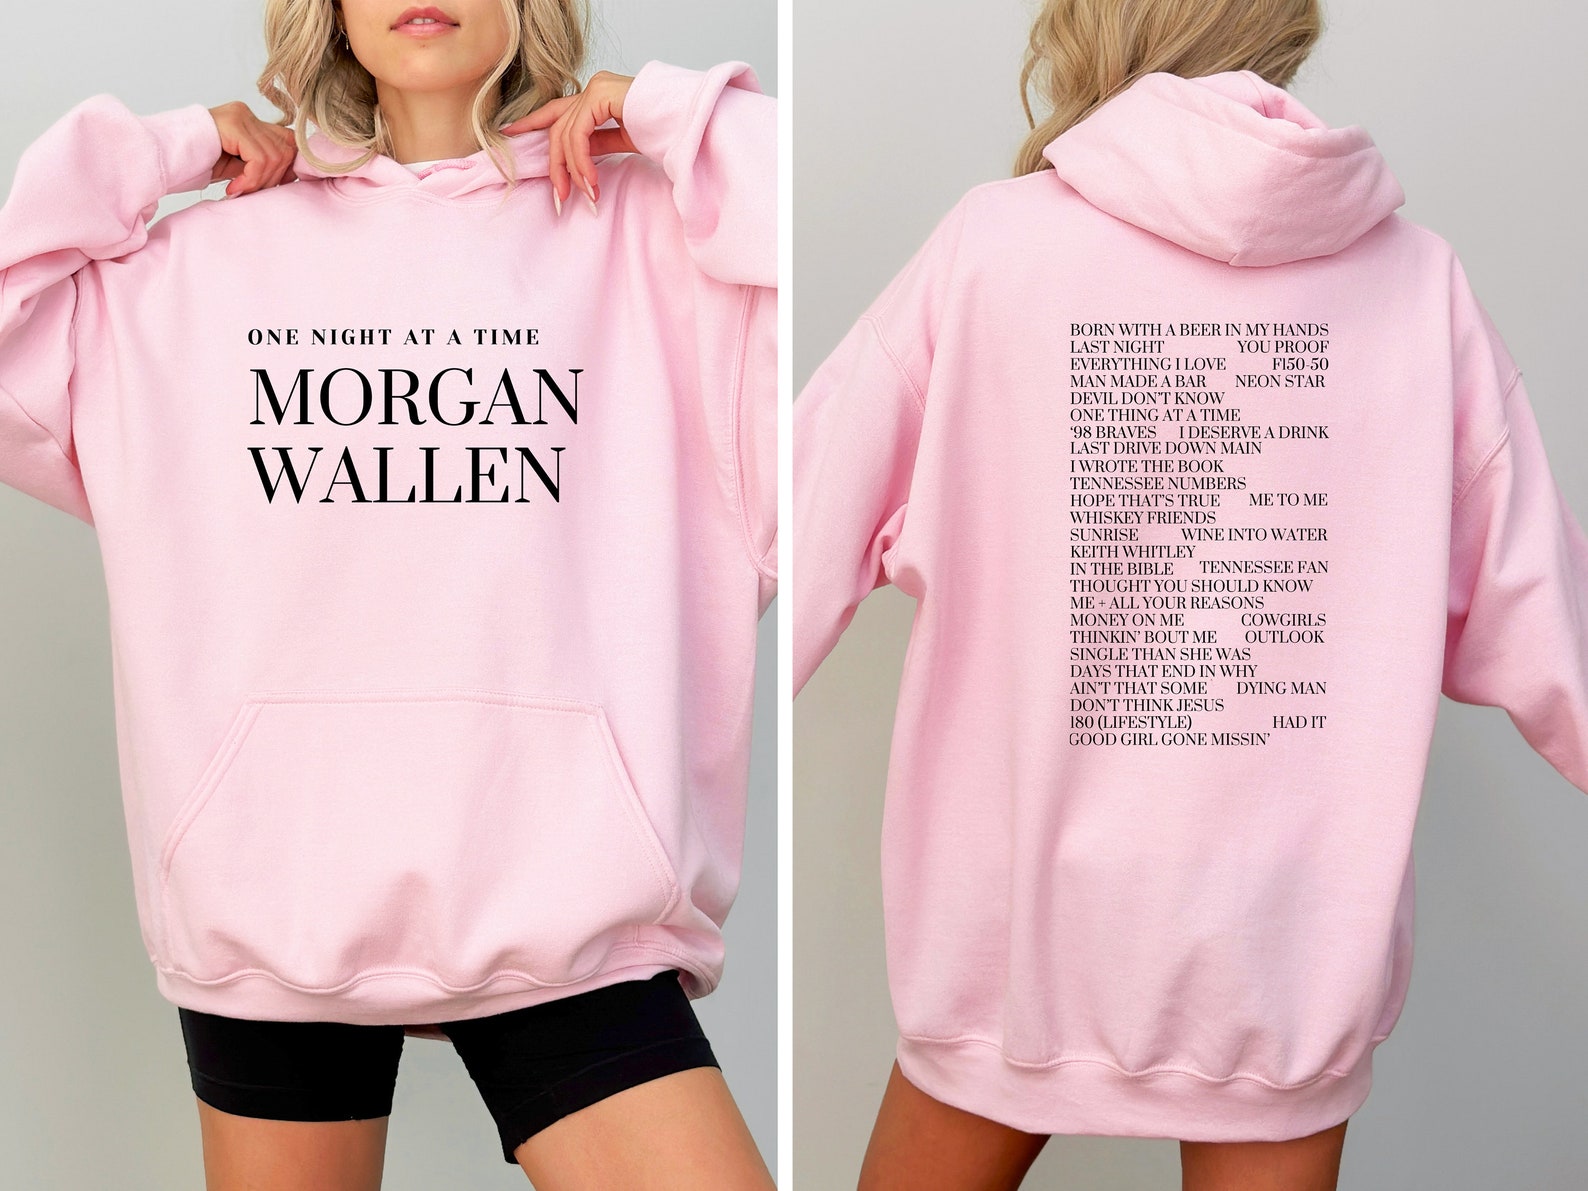 ONE NIGHT AT A TIME
MORGAN
WALLEN
BORN WITH A BEER IN MY HANDS
LAST NIGHT YOU PROOF
EVERYTHING I LOVE F150-50
MAN MADE A BAR NEON STAR
DEVIL DON'T KNOW
ONE THING AT A TIME
‘98 BRAVES I DESERVE A DRINK
LAST DRIVE DOWN MAIN
I WROTE THE BOOK
TENNESSEE NUMBERS
HOPE THAT'S TRUE ME TO ME
WHISKEY FRIENDS
SUNRISE WINE INTO WATER
KEITH WHITLEY
IN THE BIBLE TENNESSEE FAN
THOUGHT YOU SHOULD KNOW
ME + ALL YOUR REASONS
MONEY ON ME COWGIRLS
THINKIN' BOUT ME OUTLOOK
SINGLE THAN SHE WAS
DAYS THAT END IN WHY
AIN'T THAT SOME DYING MAN
DON'T THINK JESUS
180 (LIFESTYLE) HAD IT
GOOD GIRL GONE MISSIN'